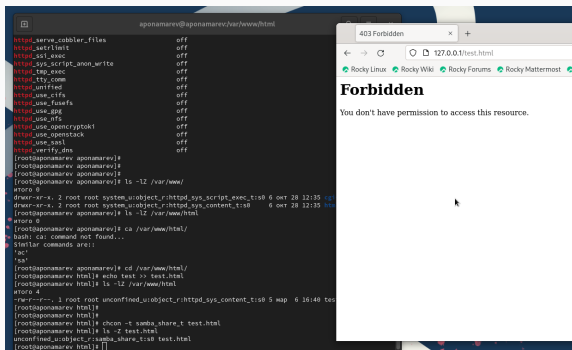 aponamarev@aponamarev:/var/www/html
httpd_serve_cobbler_files off
httpd_setrlimit off
httpd_ssi_exec off
httpd_sys_script_anon_write off
httpd_tmp_exec off
httpd_tty_comm off
httpd_unified off
httpd_use_cifs off
httpd_use_fusefs off
httpd_use_gpg off
httpd_use_nfs off
httpd_use_opencryptoki off
httpd_use_openstack off
httpd_use_sasl off
httpd_verify_dns off
[root@aponamarev aponamarev]#
[root@aponamarev aponamarev]#
[root@aponamarev aponamarev]# ls -lZ /var/www/
итого 0
drwxr-xr-x. 2 root root system_u:object_r:httpd_sys_script_exec_t:s0 6 окт 28 12:35
drwxr-xr-x. 2 root root system_u:object_r:httpd_sys_content_t:s0 6 окт 28 12:35
[root@aponamarev aponamarev]# ls -lZ /var/www/html
итого 0
[root@aponamarev aponamarev]# ca /var/www/html/
bash: ca: command not found...
Similar commands are::
'ac'
'sa'
[root@aponamarev aponamarev]# cd /var/www/html/
[root@aponamarev html]# echo test >> test.html
[root@aponamarev html]# ls -lZ /var/www/html
итого 4
-rw-r--r--. 1 root root unconfined_u:object_r:httpd_sys_content_t:s0 5 мар 6 16:40 tes
[root@aponamarev html]#
[root@aponamarev html]#
[root@aponamarev html]# chcon -t samba_share_t test.html
[root@aponamarev html]# ls -Z test.html
unconfined_u:object_r:samba_share_t:s0 test.html
[root@aponamarev html]#
403 Forbidden
127.0.0.1/test.html
Rocky Linux Rocky Wiki Rocky Forums Rocky Mattermost
Forbidden
You don't have permission to access this resource.